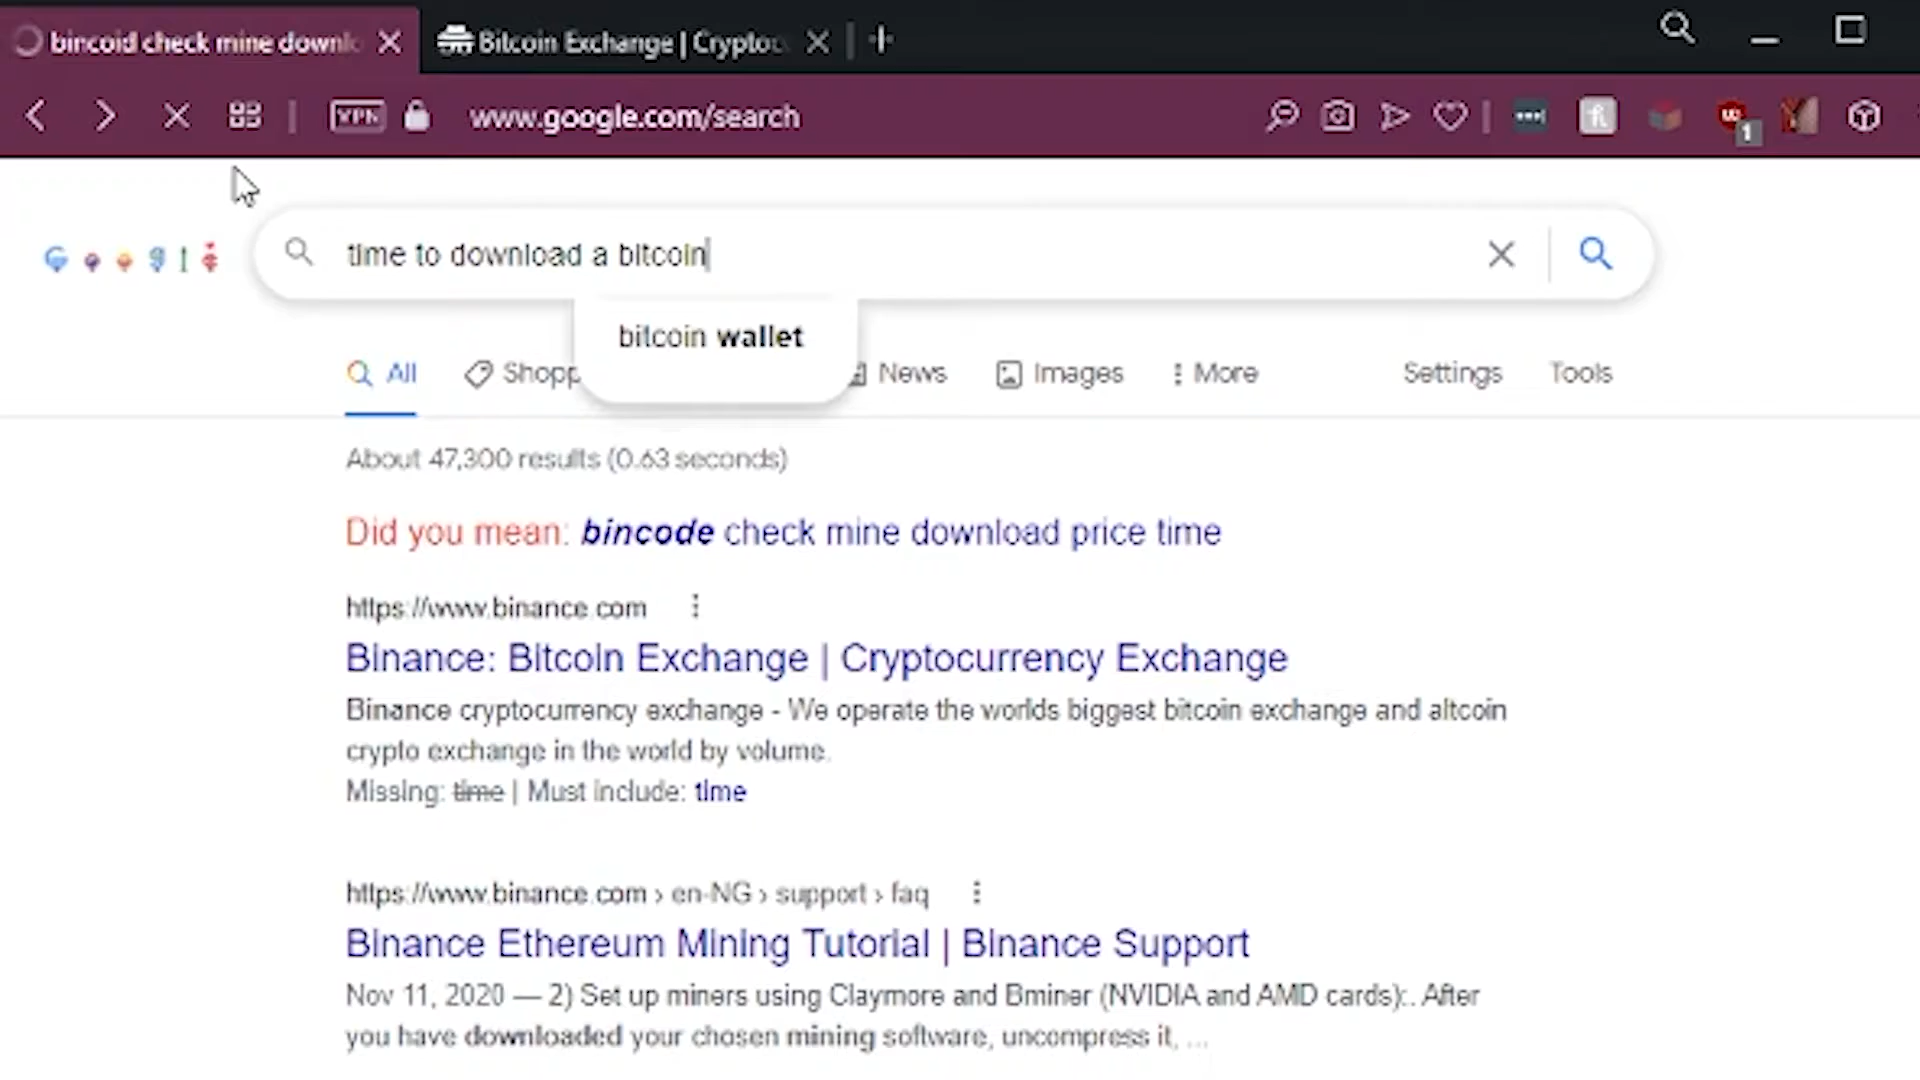 bincoid check mine downlo
Bitcoin Exchange | Cryptoc
VPN
www.google.com/search
1
Google
time to download a bitcoin
bitcoin wallet
All
Shopp
News
Images
More
Settings
Tools
About 47,300 results (0.63 seconds)
Did you mean: bincode check mine download price time
https://www.binance.com
Binance: Bitcoin Exchange | Cryptocurrency Exchange
Binance cryptocurrency exchange - We operate the worlds biggest bitcoin exchange and altcoin
crypto exchange in the world by volume.
Missing: time | Must include: time
https://www.binance.com › en-NG › support › faq
Binance Ethereum Mining Tutorial | Binance Support
Nov 11, 2020 — 2) Set up miners using Claymore and Bminer (NVIDIA and AMD cards):. After
you have downloaded your chosen mining software, uncompress it, ...